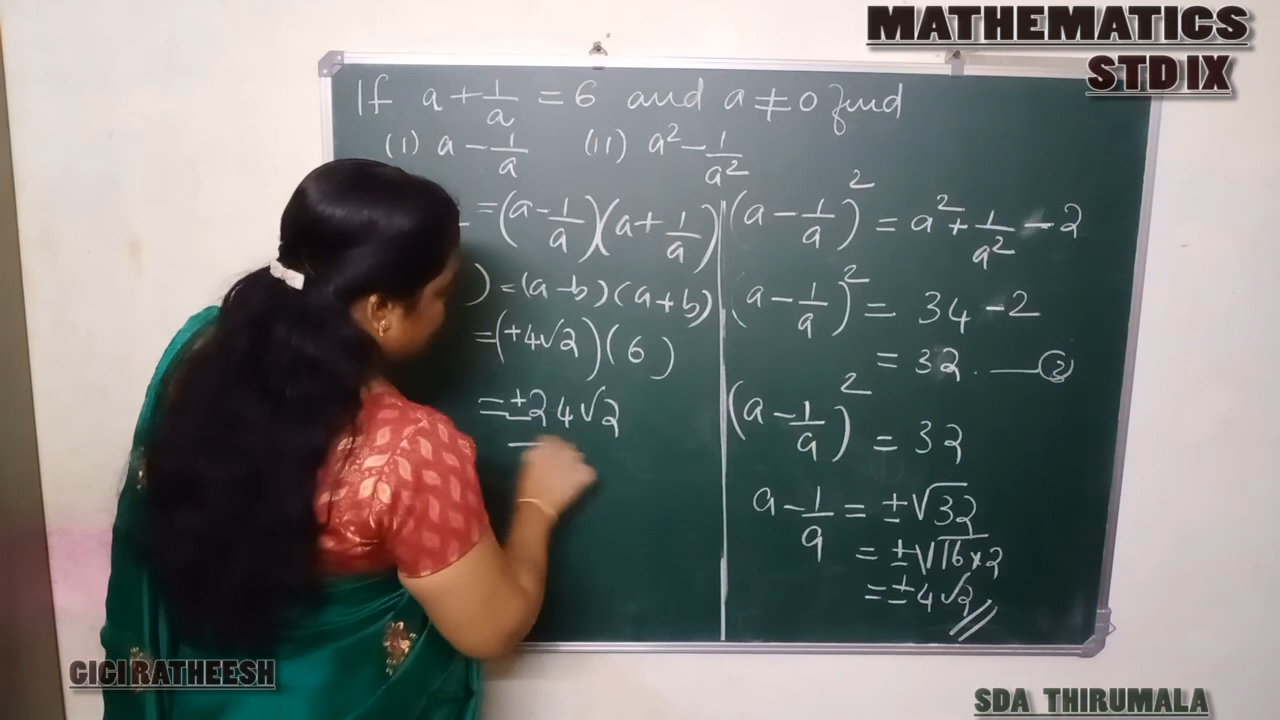 MATHEMATICS
STD IX
If a + 1/a = 6 and a ≠ 0 find
(i) a - 1/a (ii) a² - 1/a²
= (a - 1/a)(a + 1/a)
) = (a - b)(a + b)
= (±4√2)(6)
= ±24√2
(a - 1/a)² = a² + 1/a² - 2
(a - 1/a)² = 34 - 2
= 32. — ②
(a - 1/a)² = 32
a - 1/a = ±√32
= ±√16×2
= ±4√2
GIGI RATHEESH
SDA THIRUMALA